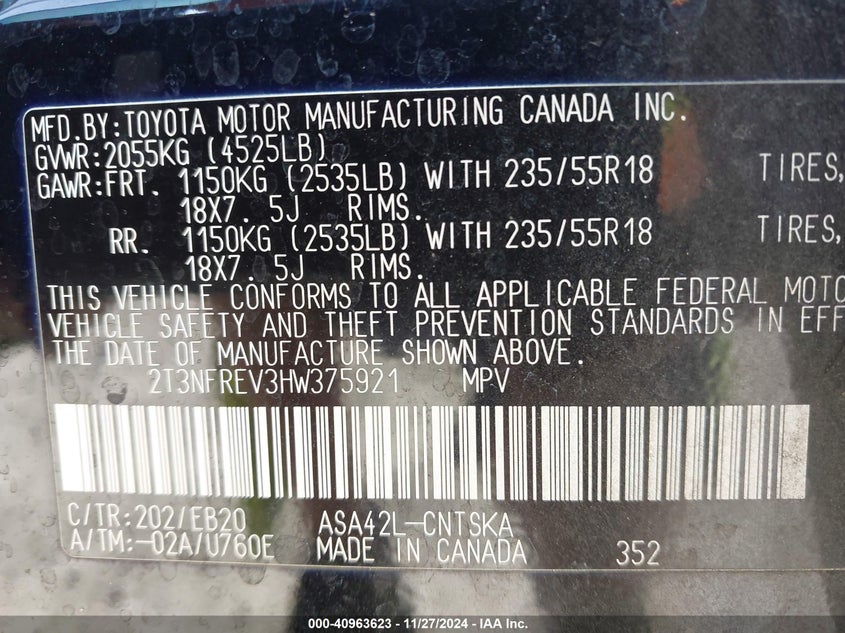 MFD.BY:TOYOTA MOTOR MANUFACTURING CANADA INC.
GVWR:2055KG (4525LB)
GAWR:FRT. 1150KG (2535LB) WITH 235/55R18 TIRES,
18X7. 5J RIMS.
RR. 1150KG (2535LB) WITH 235/55R18 TIRES,
18X7. 5J RIMS.
THIS VEHICLE CONFORMS TO ALL APPLICABLE FEDERAL MOTO
VEHICLE SAFETY AND THEFT PREVENTION STANDARDS IN EFF
THE DATE OF MANUFACTURE SHOWN ABOVE.
2T3NFREV3HW375921 MPV
C/TR:202/EB20 ASA42L-CNTSKA
A/TM:-02A/U760E MADE IN CANADA 352
000-40963623 - 11/27/2024 - IAA Inc.